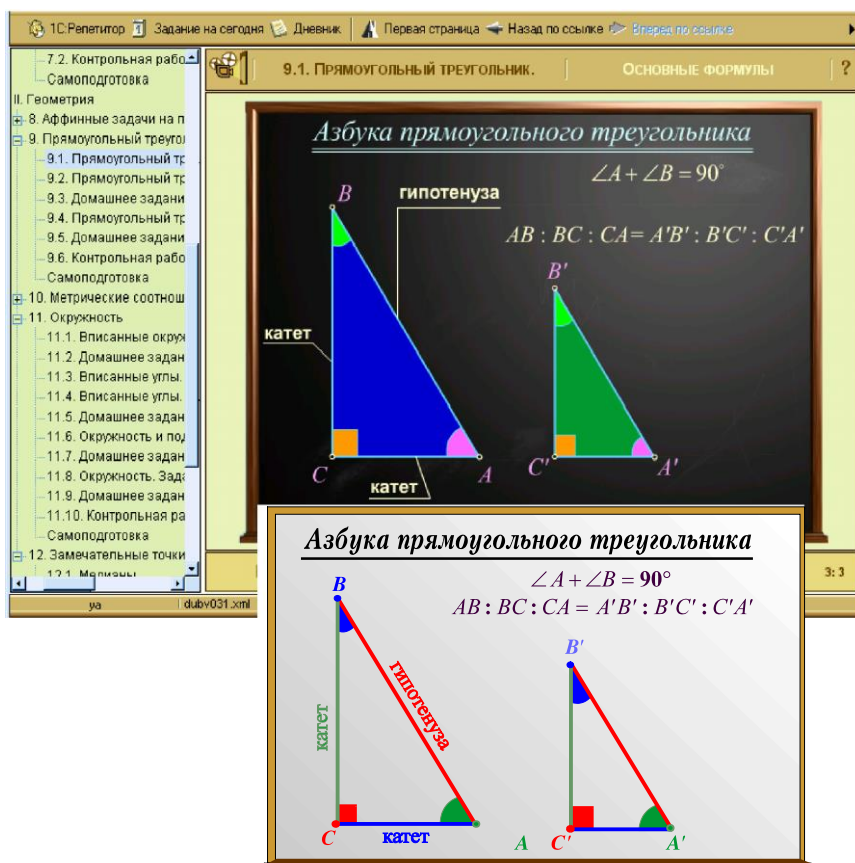 1С:Репетитор Задание на сегодня Дневник Первая страница Назад по ссылке Вперед по ссылке
7.2. Контрольная рабо
Самоподготовка
II. Геометрия
8. Аффинные задачи на п
9. Прямоугольный треугол
9.1. Прямоугольный тр
9.2. Прямоугольный тр
9.3. Домашнее задани
9.4. Прямоугольный тр
9.5. Домашнее задани
9.6. Контрольная рабо
Самоподготовка
10. Метрические соотнош
11. Окружность
11.1. Вписанные окруж
11.2. Домашнее задан
11.3. Вписанные углы.
11.4. Вписанные углы.
11.5. Домашнее задан
11.6. Окружность и под
11.7. Домашнее задан
11.8. Окружность. Зада
11.9. Домашнее задан
11.10. Контрольная ра
Самоподготовка
12. Замечательные точки
12.1. Медианы
ya dubv031.xml
9.1. ПРЯМОУГОЛЬНЫЙ ТРЕУГОЛЬНИК. ОСНОВНЫЕ ФОРМУЛЫ ?
Азбука прямоугольного треугольника
∠A + ∠B = 90°
B
гипотенуза
AB : BC : CA = A'B' : B'C' : C'A'
B'
катет
C
A
C'
A'
катет
3: 3
Азбука прямоугольного треугольника
∠A + ∠B = 90°
AB : BC : CA = A'B' : B'C' : C'A'
B
B'
гипотенуза
катет
C
катет
A
C'
A'